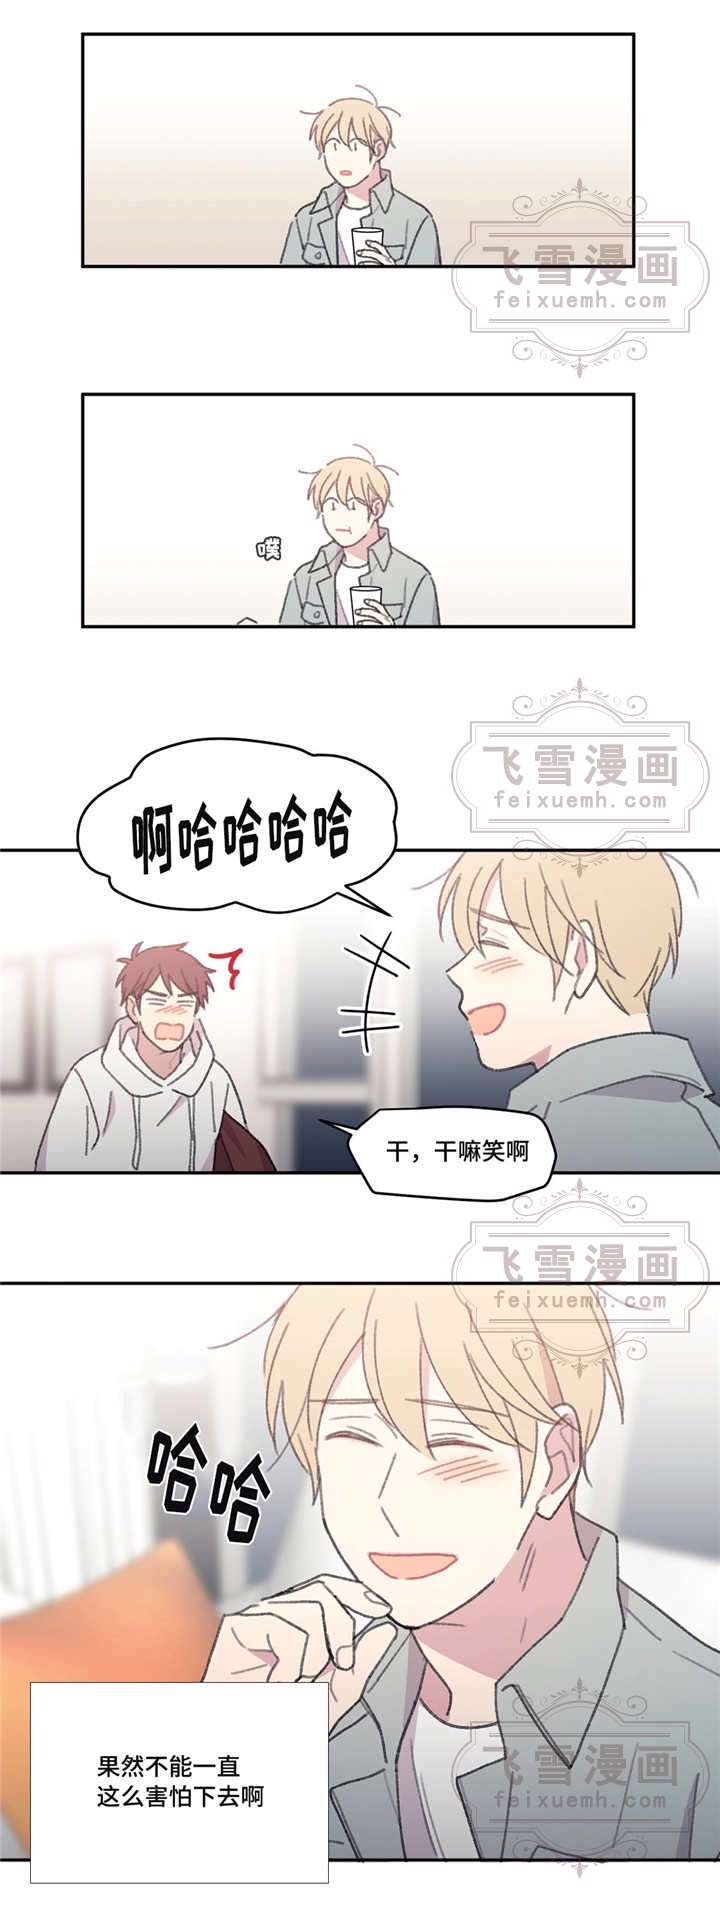 飞雪漫画
feixuemh.com
噗
飞雪漫画
feixuemh.com
啊哈哈哈哈
干，干嘛笑啊
飞雪漫画
feixuemh.com
哈哈
飞雪漫画
feixuemh.com
果然不能一直
这么害怕下去啊